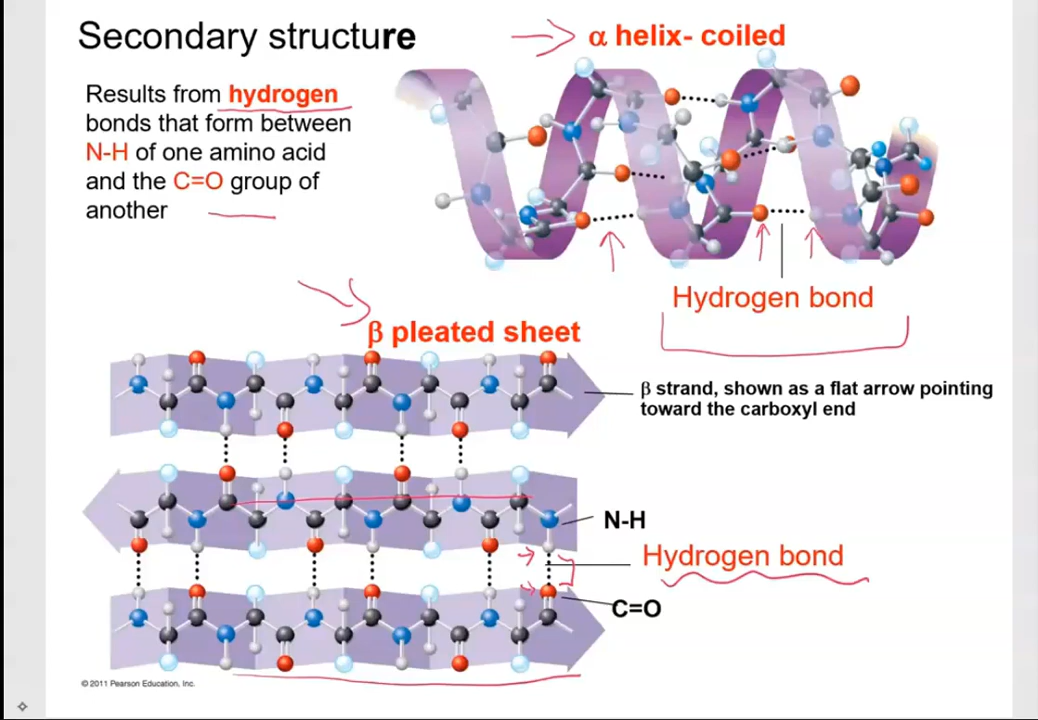 Secondary structure
α helix- coiled
Results from hydrogen
bonds that form between
N-H of one amino acid
and the C=O group of
another
Hydrogen bond
β pleated sheet
β strand, shown as a flat arrow pointing
toward the carboxyl end
N-H
Hydrogen bond
C=O
© 2011 Pearson Education, Inc.